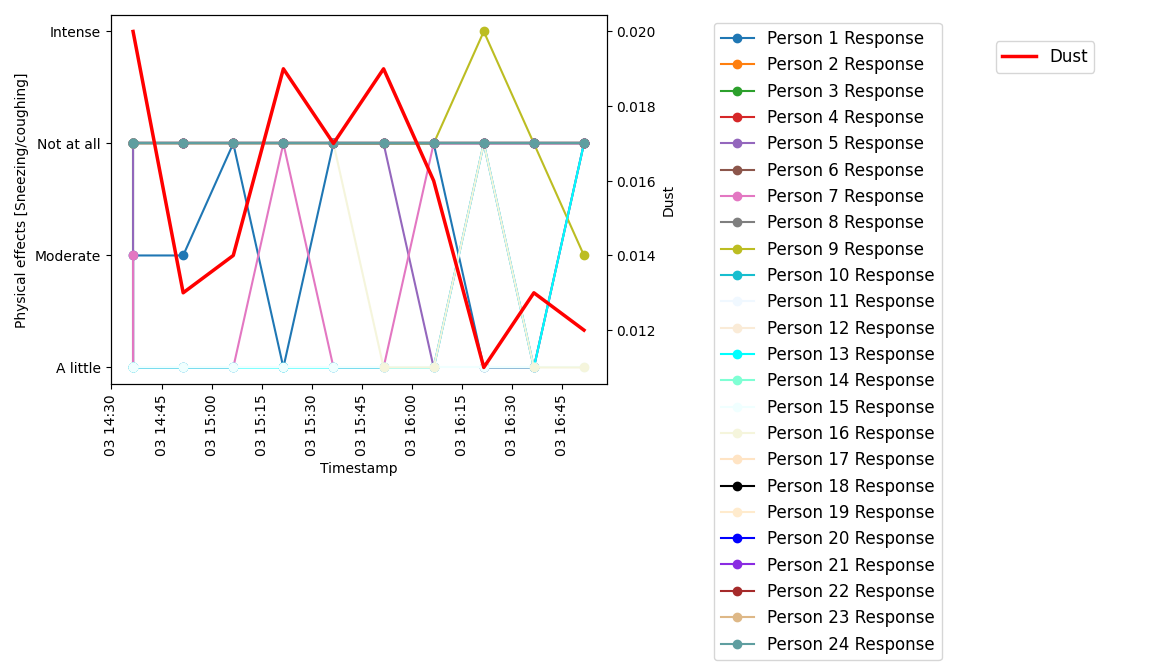 Physical effects [Sneezing/coughing]
Intense
Not at all
Moderate
A little
03 14:30
03 14:45
03 15:00
03 15:15
03 15:30
03 15:45
03 16:00
03 16:15
03 16:30
03 16:45
Timestamp
0.020
0.018
0.016
0.014
0.012
Dust
Person 1 Response
Person 2 Response
Person 3 Response
Person 4 Response
Person 5 Response
Person 6 Response
Person 7 Response
Person 8 Response
Person 9 Response
Person 10 Response
Person 11 Response
Person 12 Response
Person 13 Response
Person 14 Response
Person 15 Response
Person 16 Response
Person 17 Response
Person 18 Response
Person 19 Response
Person 20 Response
Person 21 Response
Person 22 Response
Person 23 Response
Person 24 Response
Dust